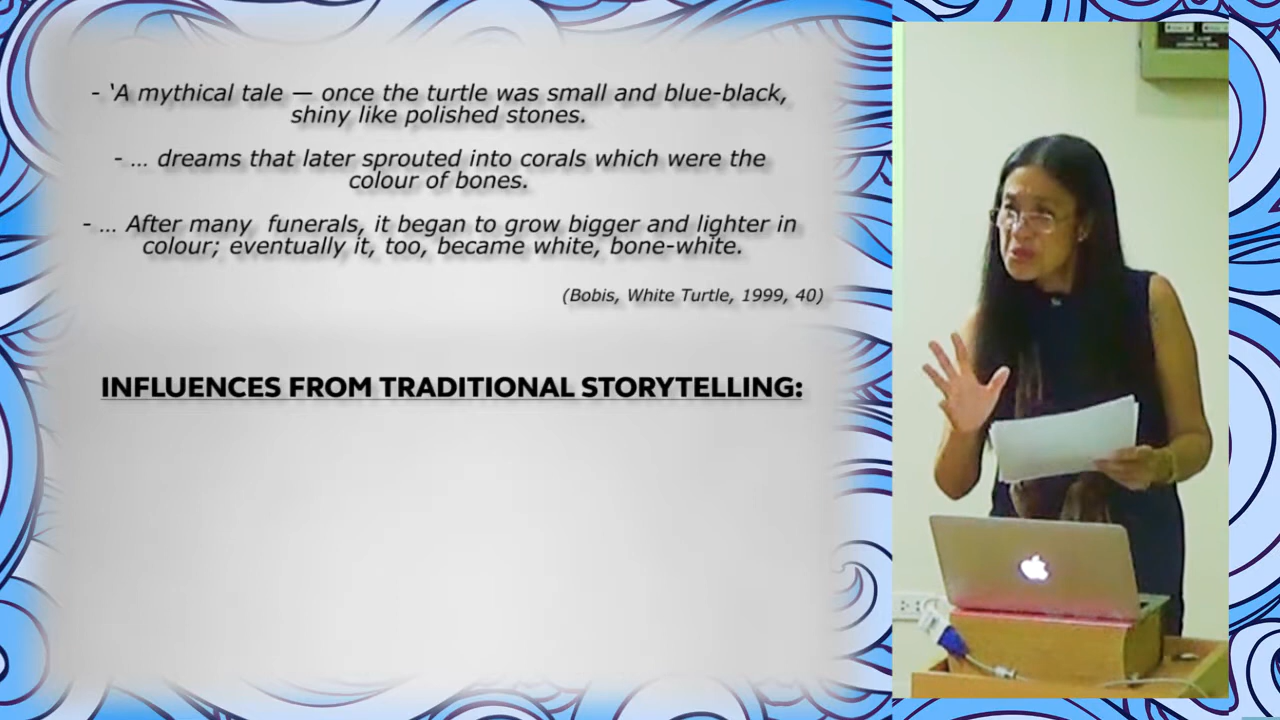 - ‘A mythical tale — once the turtle was small and blue-black,
shiny like polished stones.
- ... dreams that later sprouted into corals which were the
colour of bones.
- ... After many  funerals, it began to grow bigger and lighter in
colour; eventually it, too, became white, bone-white.
(Bobis, White Turtle, 1999, 40)
INFLUENCES FROM TRADITIONAL STORYTELLING: